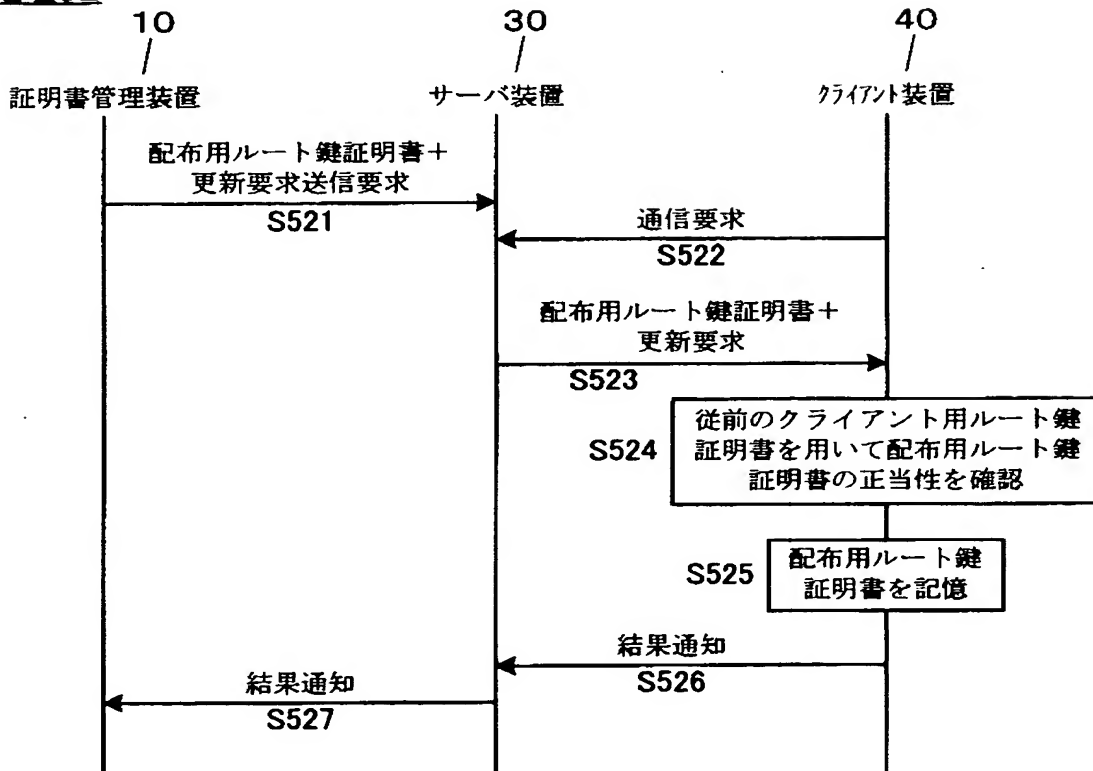 10
30
40
証明書管理装置
サーバ装置
クライアント装置
配布用ルート鍵証明書+
更新要求送信要求
S521
通信要求
S522
配布用ルート鍵証明書+
更新要求
S523
S524
従前のクライアント用ルート鍵
証明書を用いて配布用ルート鍵
証明書の正当性を確認
S525
配布用ルート鍵
証明書を記憶
結果通知
S526
結果通知
S527